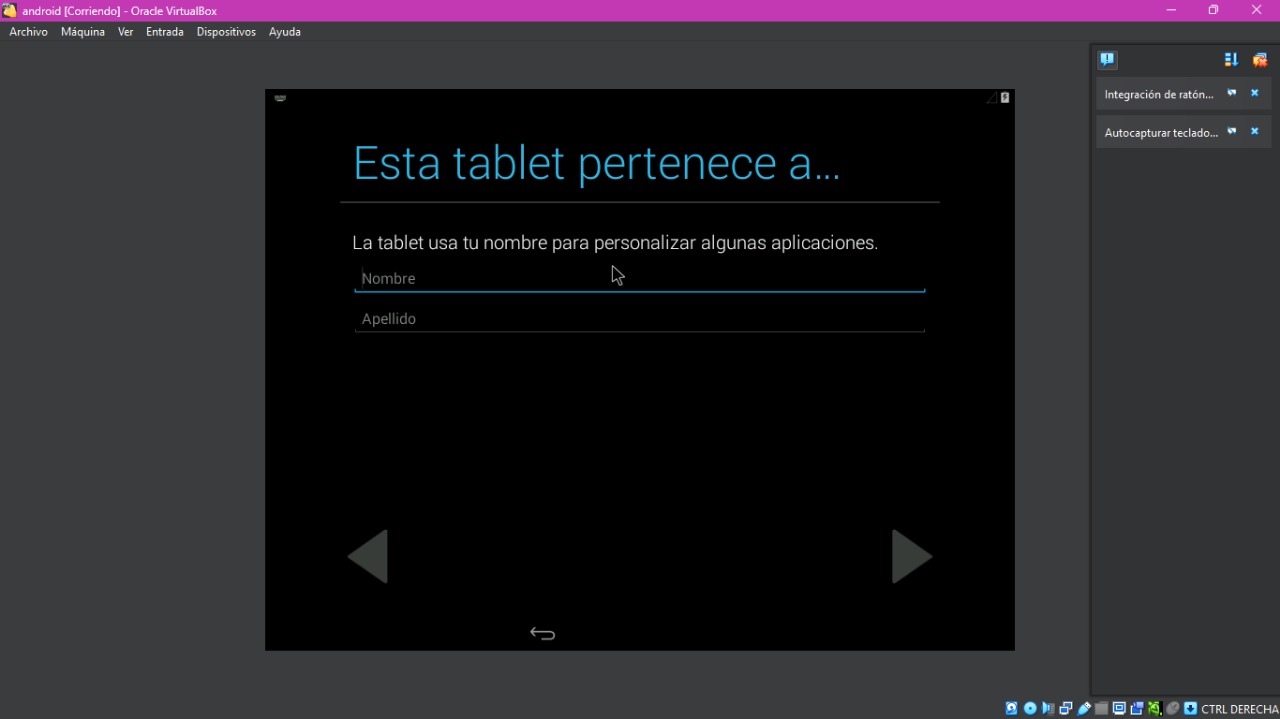 android [Corriendo] - Oracle VirtualBox
Archivo Máquina Ver Entrada Dispositivos Ayuda
Integración de ratón...
Autocapturar teclado...
Esta tablet pertenece a...
La tablet usa tu nombre para personalizar algunas aplicaciones.
Nombre
Apellido
CTRL DERECHA